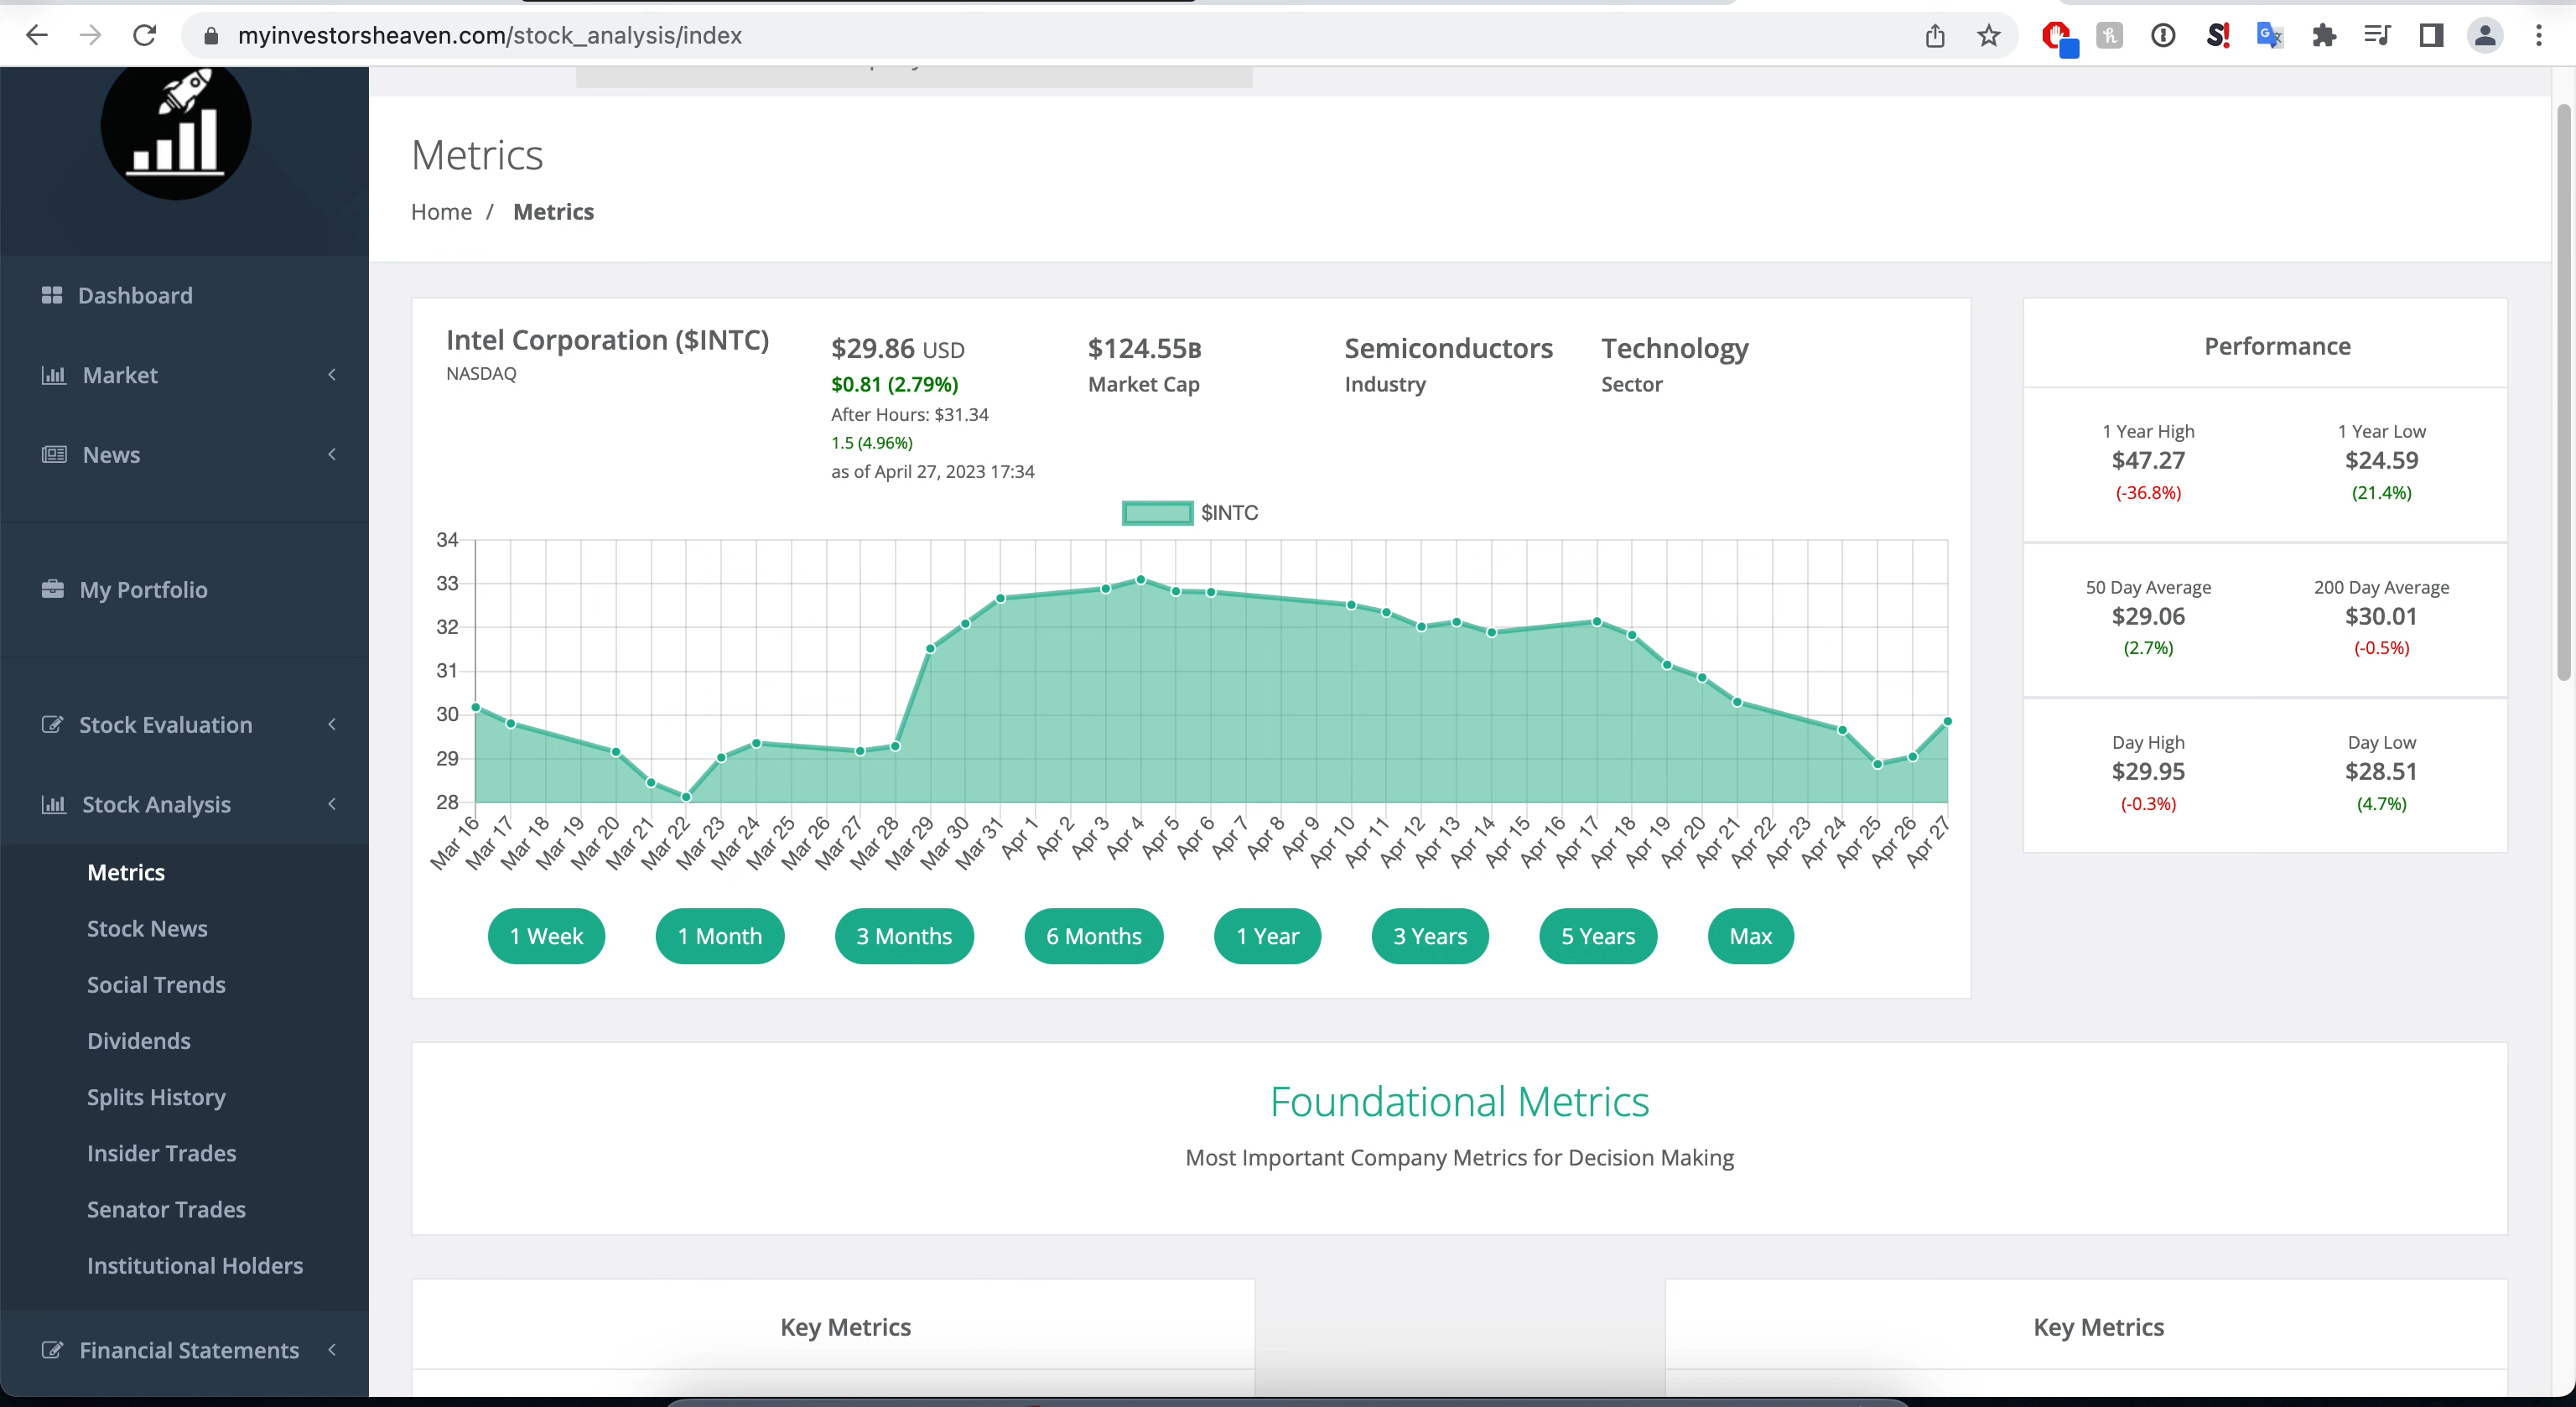 myinvestorsheaven.com/stock_analysis/index
Dashboard
Market
News
My Portfolio
Stock Evaluation
Stock Analysis
Metrics
Stock News
Social Trends
Dividends
Splits History
Insider Trades
Senator Trades
Institutional Holders
Financial Statements
Metrics
Home / Metrics
Intel Corporation ($INTC)
NASDAQ
$29.86 USD
$0.81 (2.79%)
After Hours: $31.34
1.5 (4.96%)
as of April 27, 2023 17:34
$124.55B
Market Cap
Semiconductors
Industry
Technology
Sector
$INTC
34
33
32
31
30
29
28
Mar 16
Mar 17
Mar 18
Mar 19
Mar 20
Mar 21
Mar 22
Mar 23
Mar 24
Mar 25
Mar 26
Mar 27
Mar 28
Mar 29
Mar 30
Mar 31
Apr 1
Apr 2
Apr 3
Apr 4
Apr 5
Apr 6
Apr 7
Apr 8
Apr 9
Apr 10
Apr 11
Apr 12
Apr 13
Apr 14
Apr 15
Apr 16
Apr 17
Apr 18
Apr 19
Apr 20
Apr 21
Apr 22
Apr 23
Apr 24
Apr 25
Apr 26
Apr 27
1 Week
1 Month
3 Months
6 Months
1 Year
3 Years
5 Years
Max
Performance
1 Year High
$47.27
(-36.8%)
1 Year Low
$24.59
(21.4%)
50 Day Average
$29.06
(2.7%)
200 Day Average
$30.01
(-0.5%)
Day High
$29.95
(-0.3%)
Day Low
$28.51
(4.7%)
Foundational Metrics
Most Important Company Metrics for Decision Making
Key Metrics
Key Metrics